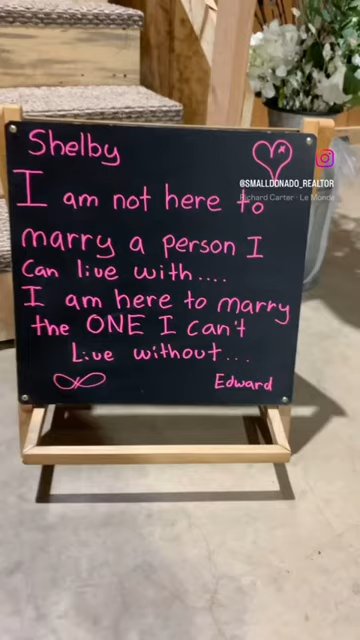 Shelby
@SMALLDONADO_REALTOR
Richard Carter · Le Monde
I am not here to
marry a person I
Can live with....
I am here to marry
the ONE I can't
Live without...
Edward